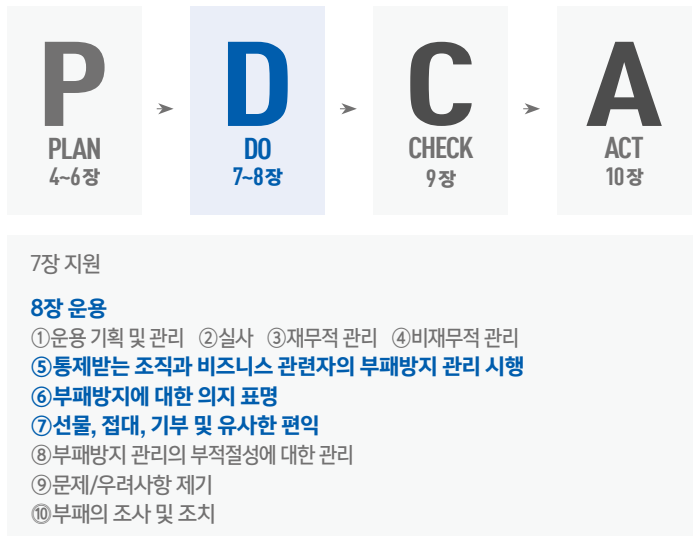 P
PLAN
4~6장
D
DO
7~8장
C
CHECK
9장
A
ACT
10장
7장 지원
8장 운용
①운용 기획 및 관리 ②실사 ③재무적 관리 ④비재무적 관리
⑤통제받는 조직과 비즈니스 관련자의 부패방지 관리 시행
⑥부패방지에 대한 의지 표명
⑦선물, 접대, 기부 및 유사한 편익
⑧부패방지 관리의 부적절성에 대한 관리
⑨문제/우려사항 제기
⑩부패의 조사 및 조치